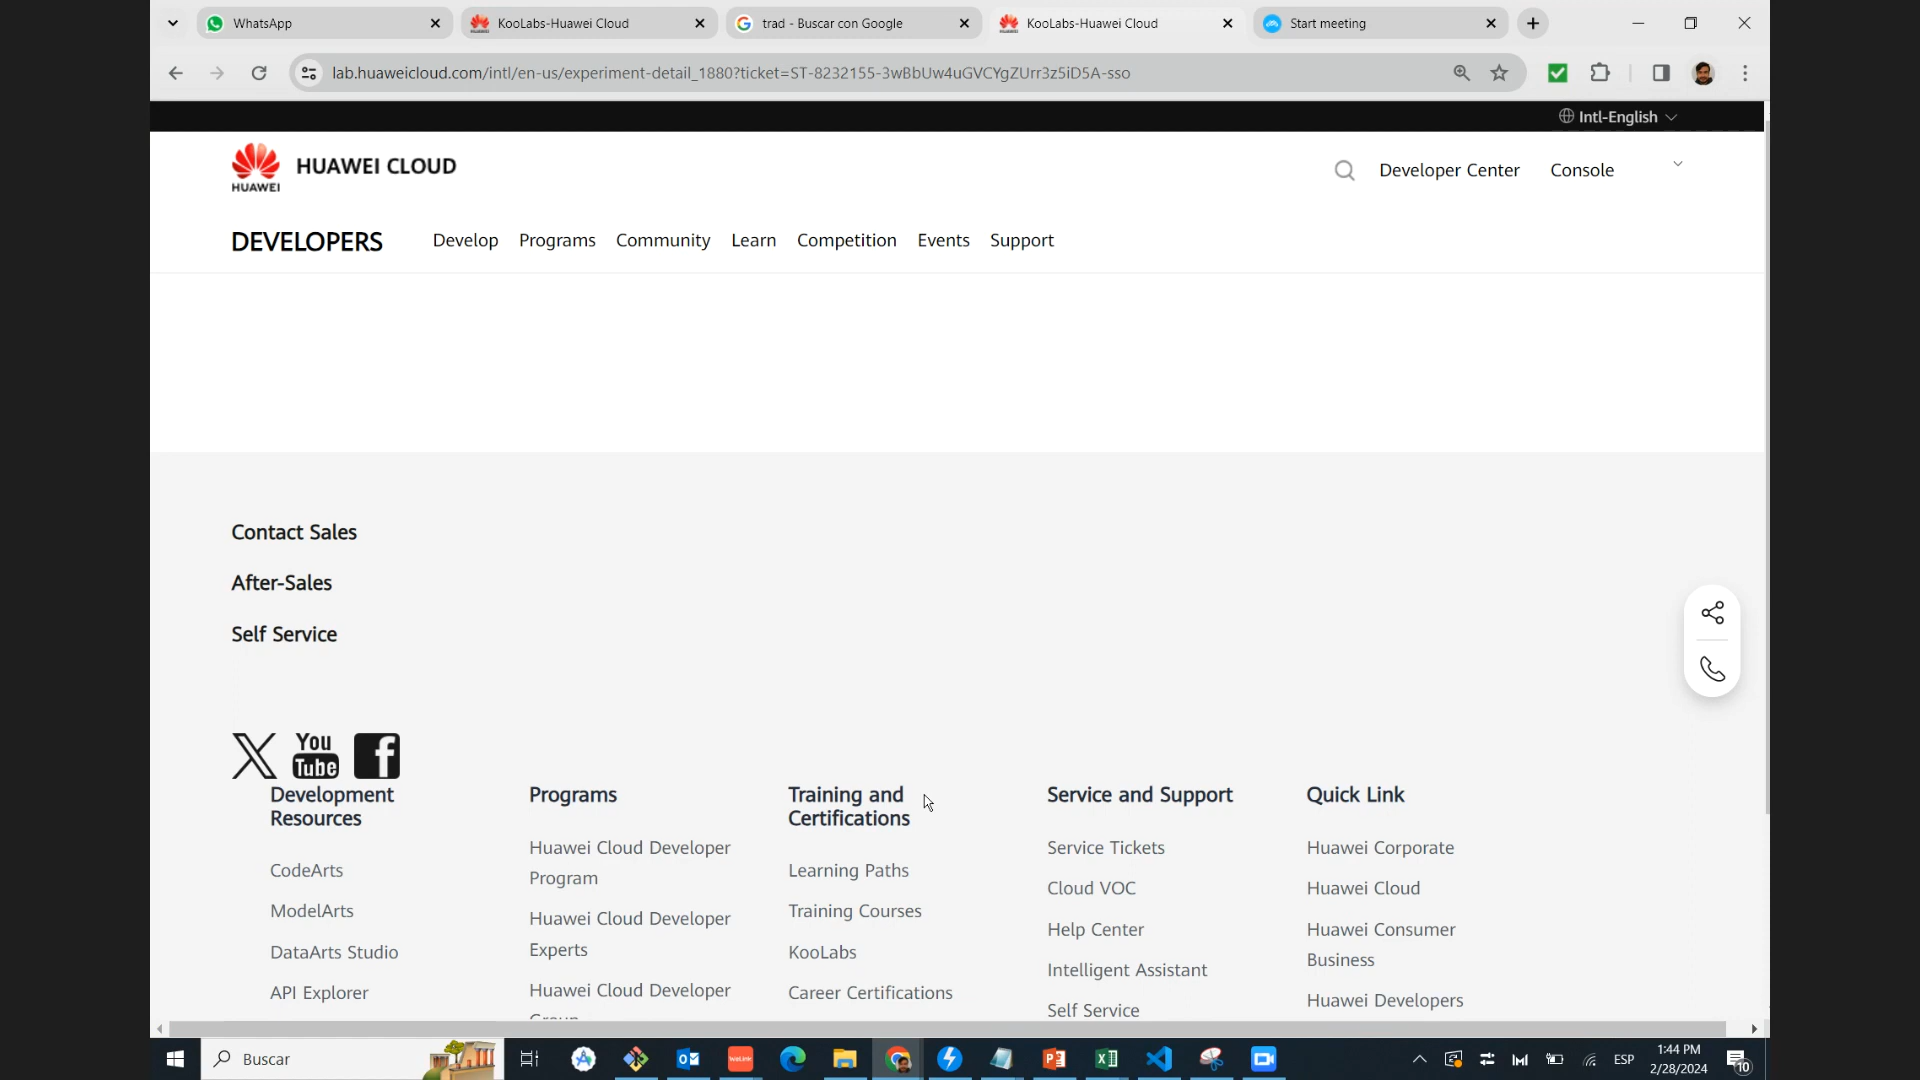 WhatsApp
KooLabs-Huawei Cloud
trad - Buscar con Google
KooLabs-Huawei Cloud
Start meeting
lab.huaweicloud.com/intl/en-us/experiment-detail_1880?ticket=ST-8232155-3wBbUw4uGVCYgZUrr3z5iD5A-sso
Intl-English
HUAWEI
HUAWEI CLOUD
Developer Center
Console
DEVELOPERS
Develop
Programs
Community
Learn
Competition
Events
Support
Contact Sales
After-Sales
Self Service
You
Tube
Development
Resources
CodeArts
ModelArts
DataArts Studio
API Explorer
Programs
Huawei Cloud Developer
Program
Huawei Cloud Developer
Experts
Huawei Cloud Developer
Group
Training and
Certifications
Learning Paths
Training Courses
KooLabs
Career Certifications
Service and Support
Service Tickets
Cloud VOC
Help Center
Intelligent Assistant
Self Service
Quick Link
Huawei Corporate
Huawei Cloud
Huawei Consumer
Business
Huawei Developers
Buscar
WeLink
ESP
1:44 PM
2/28/2024
10